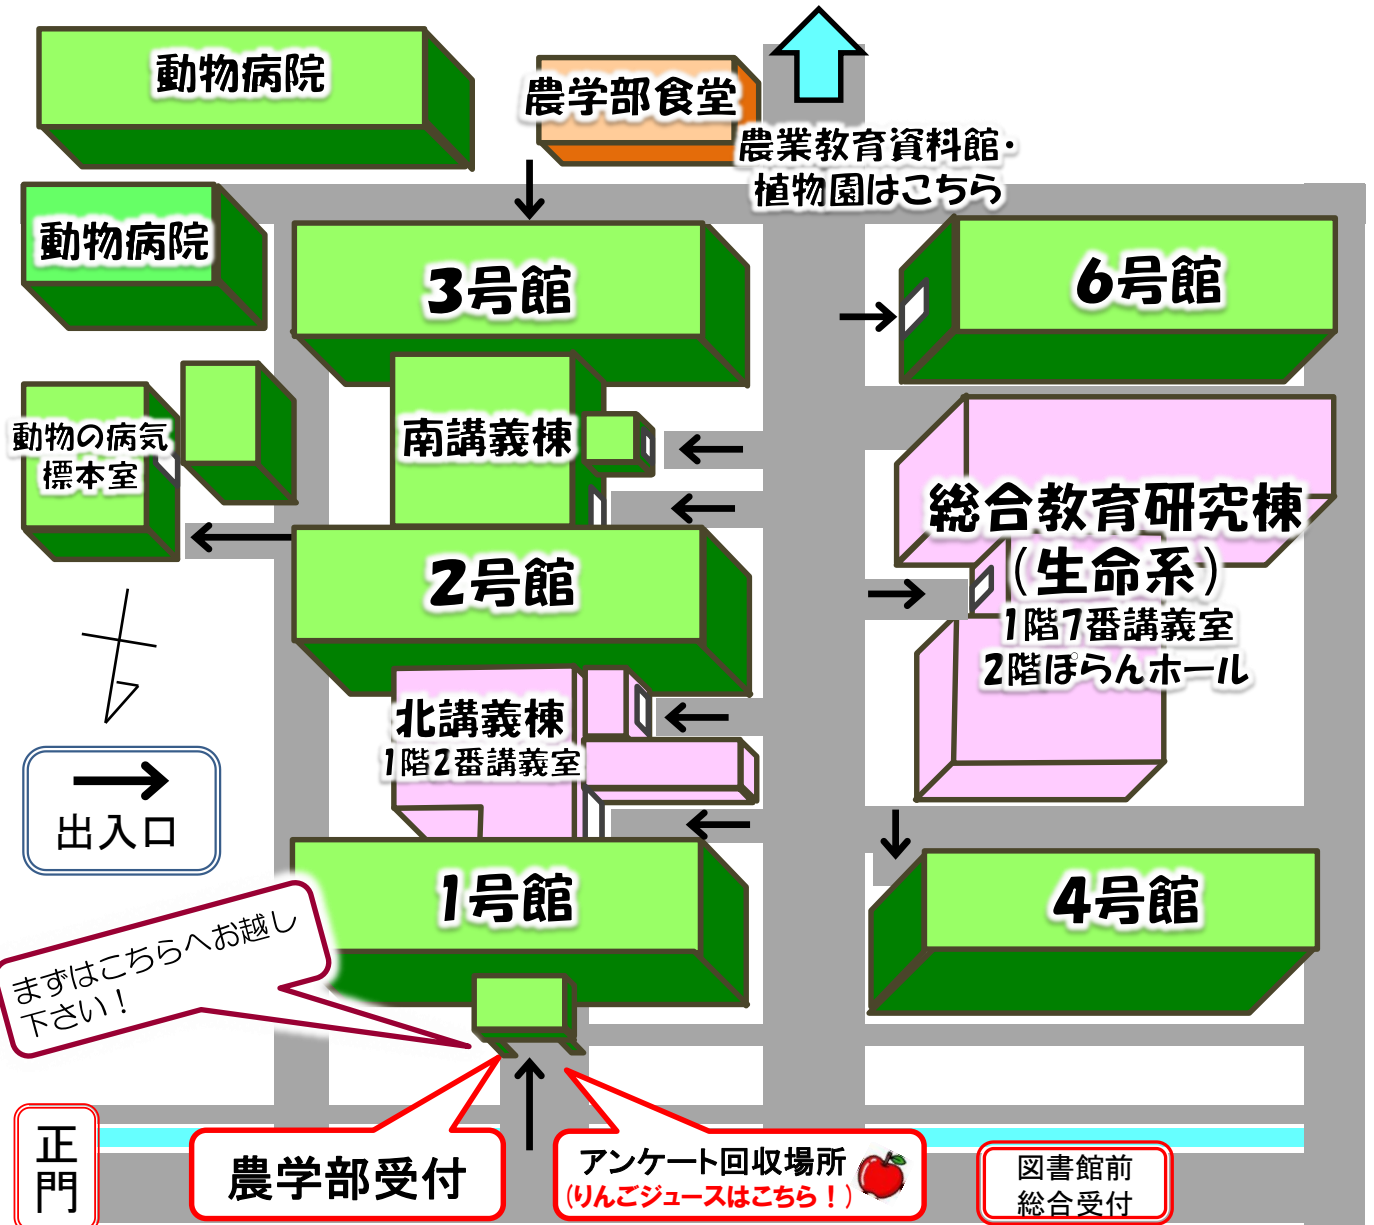 動物病院
農学部食堂
農業教育資料館・
植物園はこちら
動物病院
3号館
6号館
動物の病気
標本室
南講義棟
総合教育研究棟
(生命系)
1階7番講義室
2階ぽらんホール
2号館
北講義棟
1階2番講義室
出入口
1号館
4号館
まずはこちらへお越し
下さい！
正門
農学部受付
アンケート回収場所
(りんごジュースはこちら！)
図書館前
総合受付